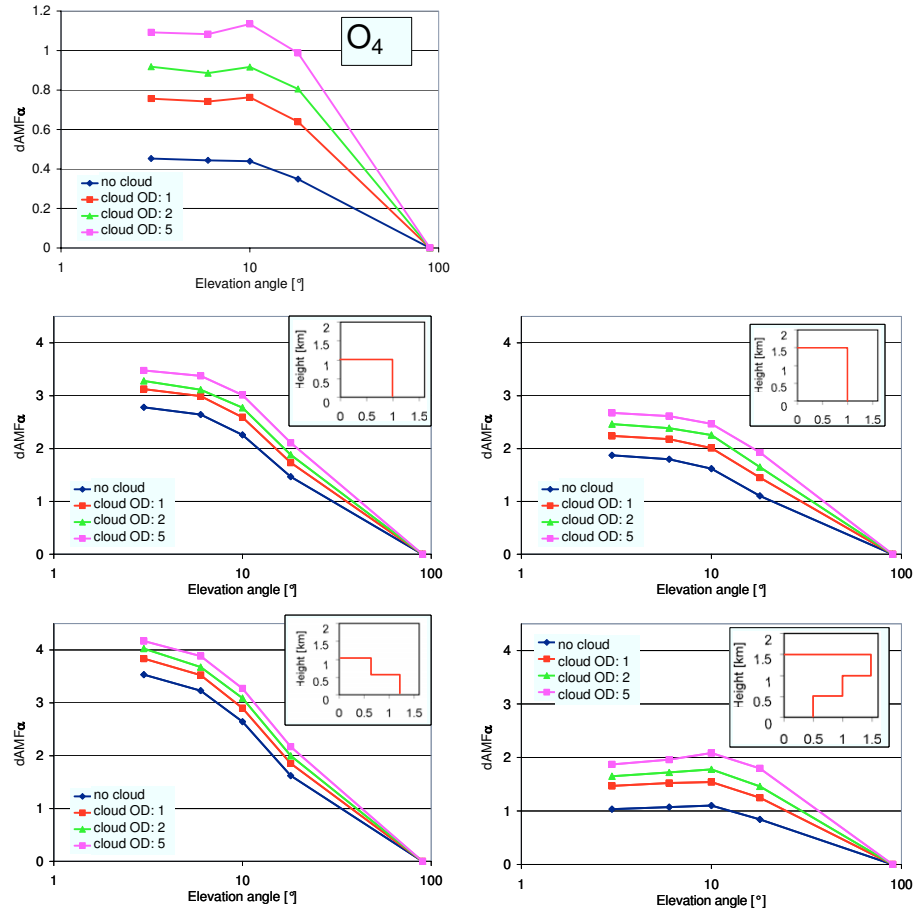 O4
dAMFα
1.2
1
0.8
0.6
0.4
0.2
0
no cloud
cloud OD: 1
cloud OD: 2
cloud OD: 5
1 10 100
Elevation angle [°]
dAMFα
4
3
2
1
0
no cloud
cloud OD: 1
cloud OD: 2
cloud OD: 5
Height [km]
2
1.5
1
0.5
0
0 0.5 1 1.5
1 10 100
Elevation angle [°]
dAMFα
4
3
2
1
0
no cloud
cloud OD: 1
cloud OD: 2
cloud OD: 5
Height [km]
2
1.5
1
0.5
0
0 0.5 1 1.5
1 10 100
Elevation angle [°]
dAMFα
4
3
2
1
0
no cloud
cloud OD: 1
cloud OD: 2
cloud OD: 5
Height [km]
2
1.5
1
0.5
0
0 0.5 1 1.5
1 10 100
Elevation angle [°]
dAMFα
4
3
2
1
0
no cloud
cloud OD: 1
cloud OD: 2
cloud OD: 5
Height [km]
2
1.5
1
0.5
0
0 0.5 1 1.5
1 10 100
Elevation angle [°]